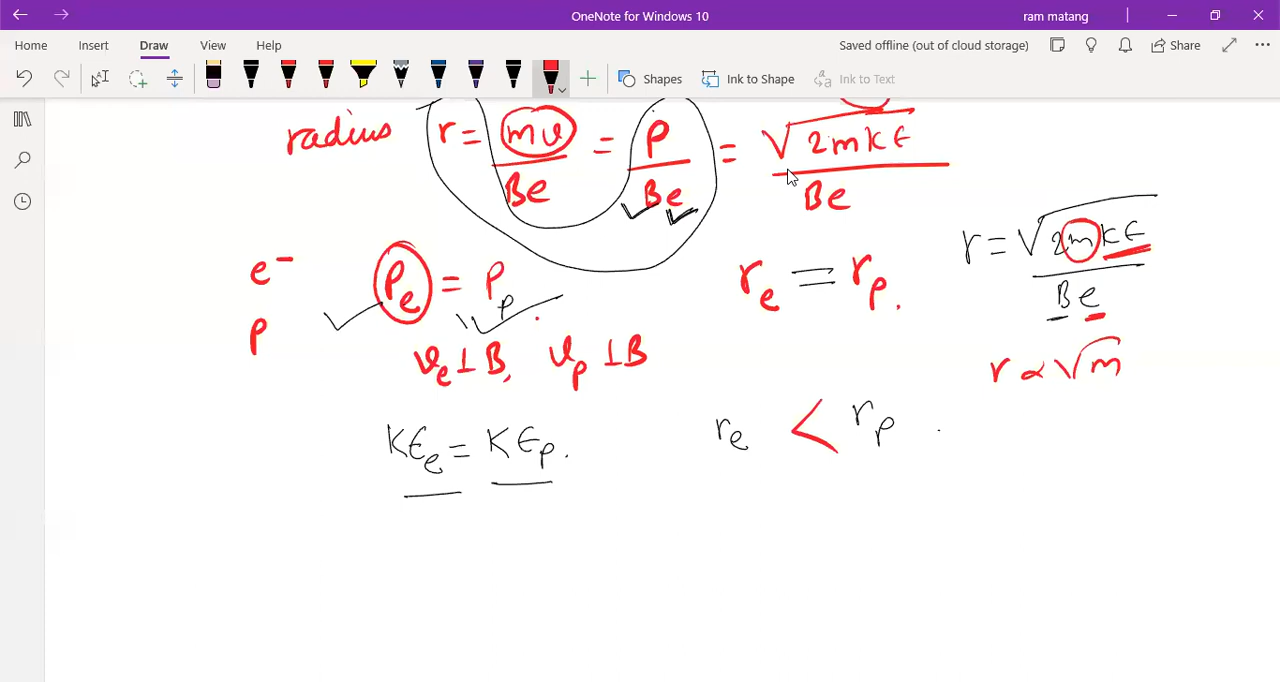 OneNote for Windows 10
ram matang
Home Insert Draw View Help
Saved offline (out of cloud storage)
Share
Shapes
Ink to Shape
Ink to Text
radius r = mv/Be = p/Be = √2mKE/Be
r = √2mKE/Be
e⁻ Pₑ = Pₚ rₑ = rₚ.
p
vₑ ⊥ B, vₚ ⊥ B
r ∝ √m
KEₑ = KEₚ. rₑ < rₚ